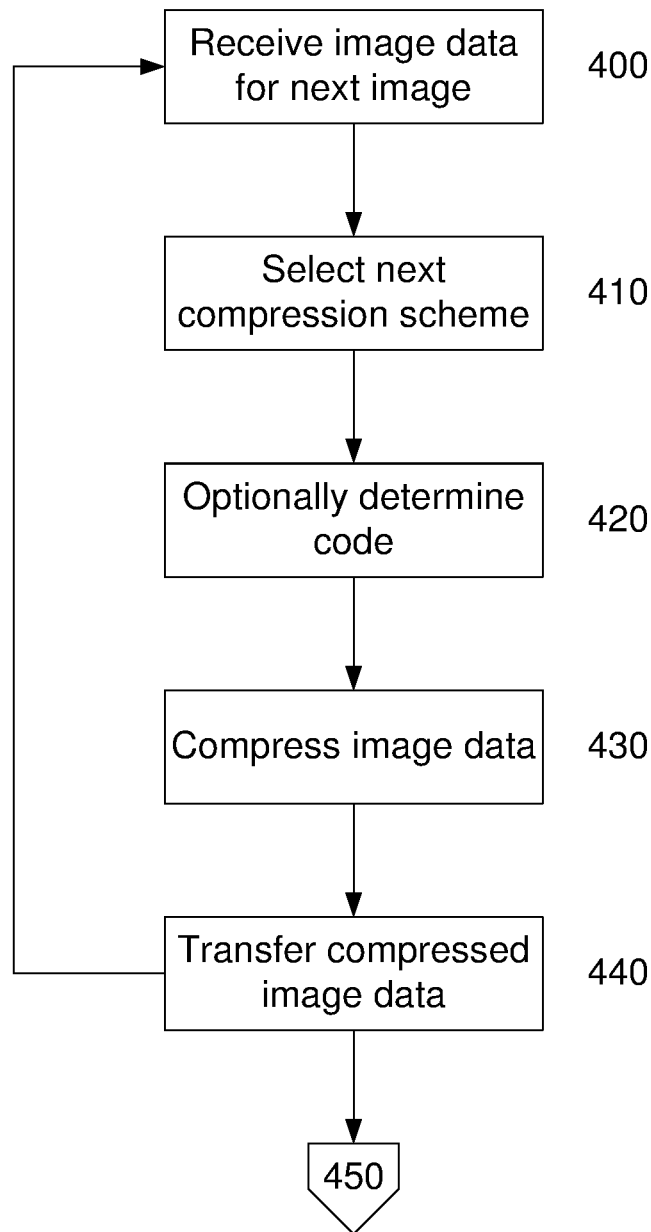 Receive image data
for next image
400
Select next
compression scheme
410
Optionally determine
code
420
Compress image data
430
Transfer compressed
image data
440
450